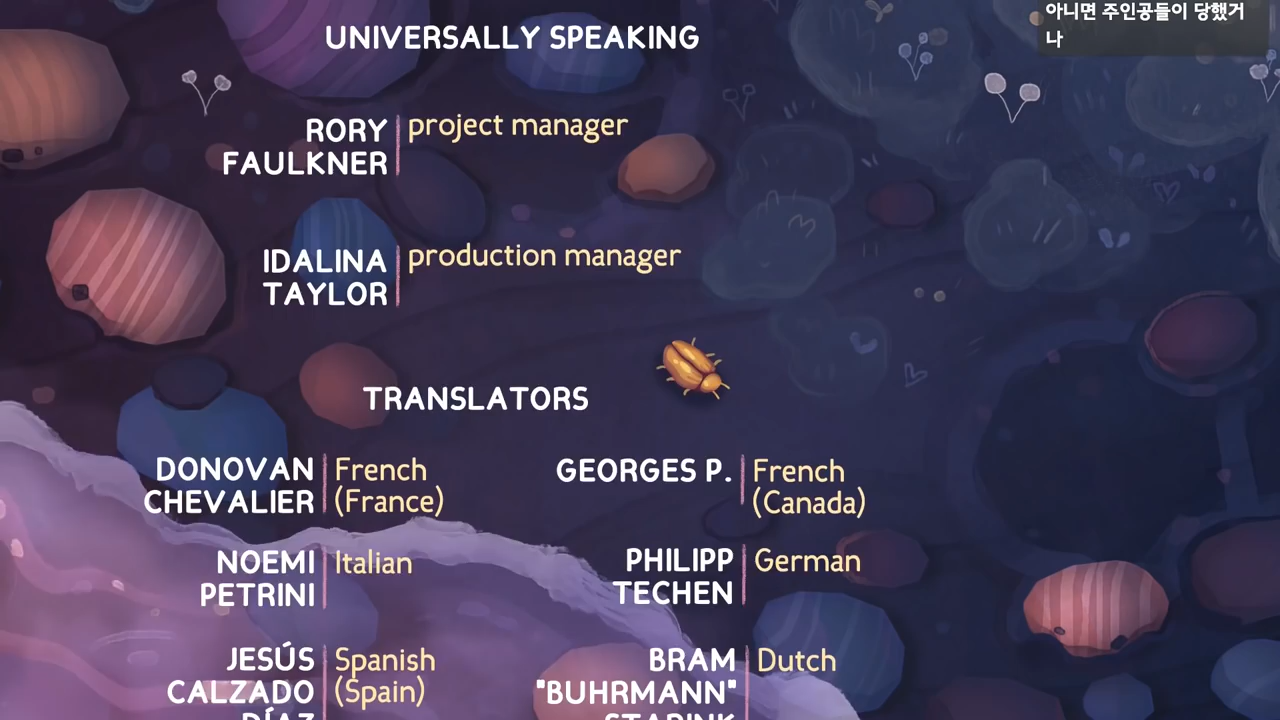 아니면 주인공들이 당했거
나
UNIVERSALLY SPEAKING
RORY
FAULKNER
project manager
IDALINA
TAYLOR
production manager
TRANSLATORS
DONOVAN
CHEVALIER
French
(France)
GEORGES P.
French
(Canada)
NOEMI
PETRINI
Italian
PHILIPP
TECHEN
German
JESÚS
CALZADO
DÍAZ
Spanish
(Spain)
BRAM
"BUHRMANN"
STARINK
Dutch